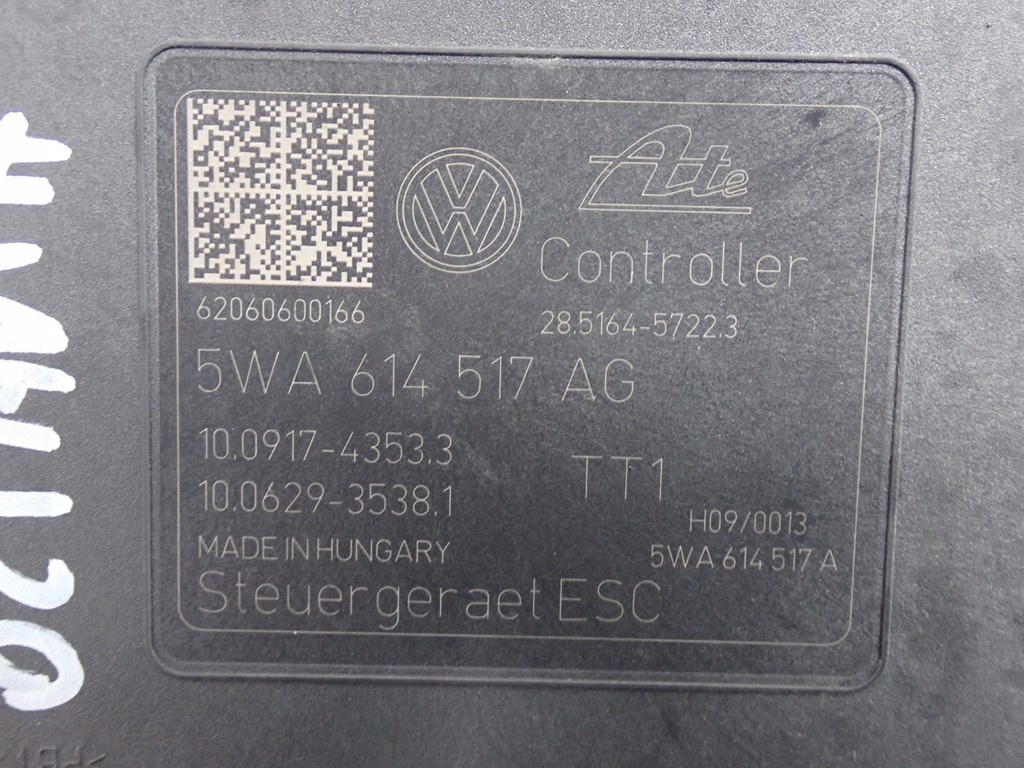 Ate
Controller
62060600166
28.5164-5722.3
5WA 614 517 AG
10.0917-4353.3
10.0629-3538.1
TT1
H09/0013
MADE IN HUNGARY
5WA 614 517 A
Steuergeraet ESC